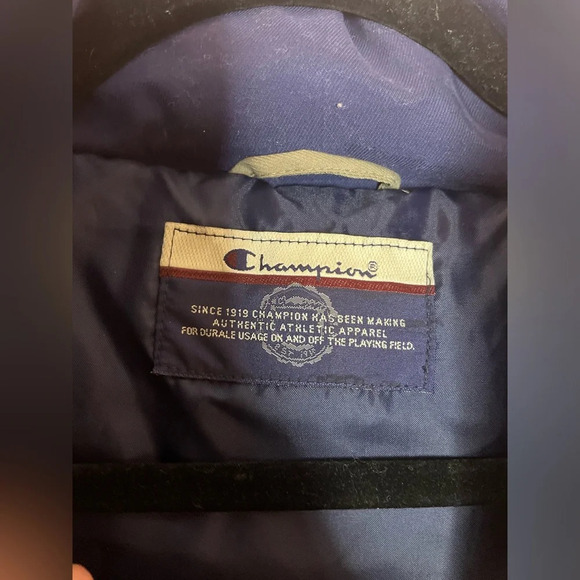 Champion®
SINCE 1919 CHAMPION HAS BEEN MAKING
AUTHENTIC ATHLETIC APPAREL
FOR DURALE USAGE ON AND OFF THE PLAYING FIELD.